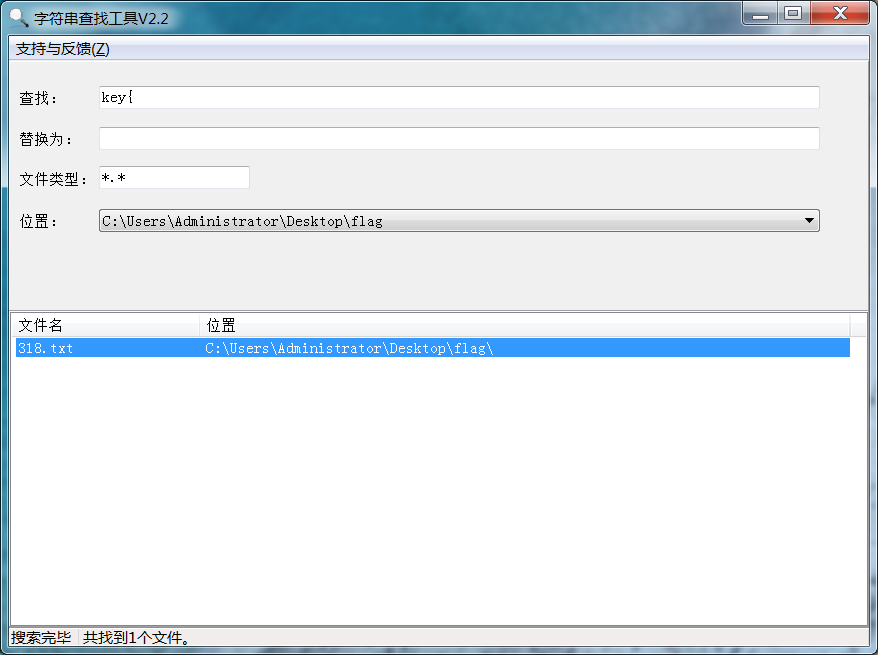 字符串查找工具V2.2
支持与反馈(Z)
查找： key{
替换为：
文件类型： *.*
位置： C:\Users\Administrator\Desktop\flag
文件名 位置
318.txt C:\Users\Administrator\Desktop\flag\
搜索完毕 共找到1个文件。